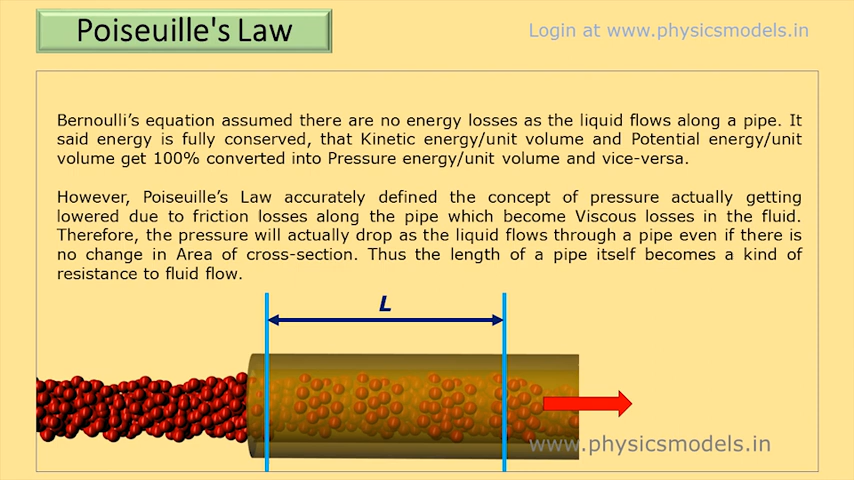 Poiseuille's Law
Login at www.physicsmodels.in
Bernoulli’s equation assumed there are no energy losses as the liquid flows along a pipe. It
said energy is fully conserved, that Kinetic energy/unit volume and Potential energy/unit
volume get 100% converted into Pressure energy/unit volume and vice-versa.
However, Poiseuille’s Law accurately defined the concept of pressure actually getting
lowered due to friction losses along the pipe which become Viscous losses in the fluid.
Therefore, the pressure will actually drop as the liquid flows through a pipe even if there is
no change in Area of cross-section. Thus the length of a pipe itself becomes a kind of
resistance to fluid flow.
L
www.physicsmodels.in